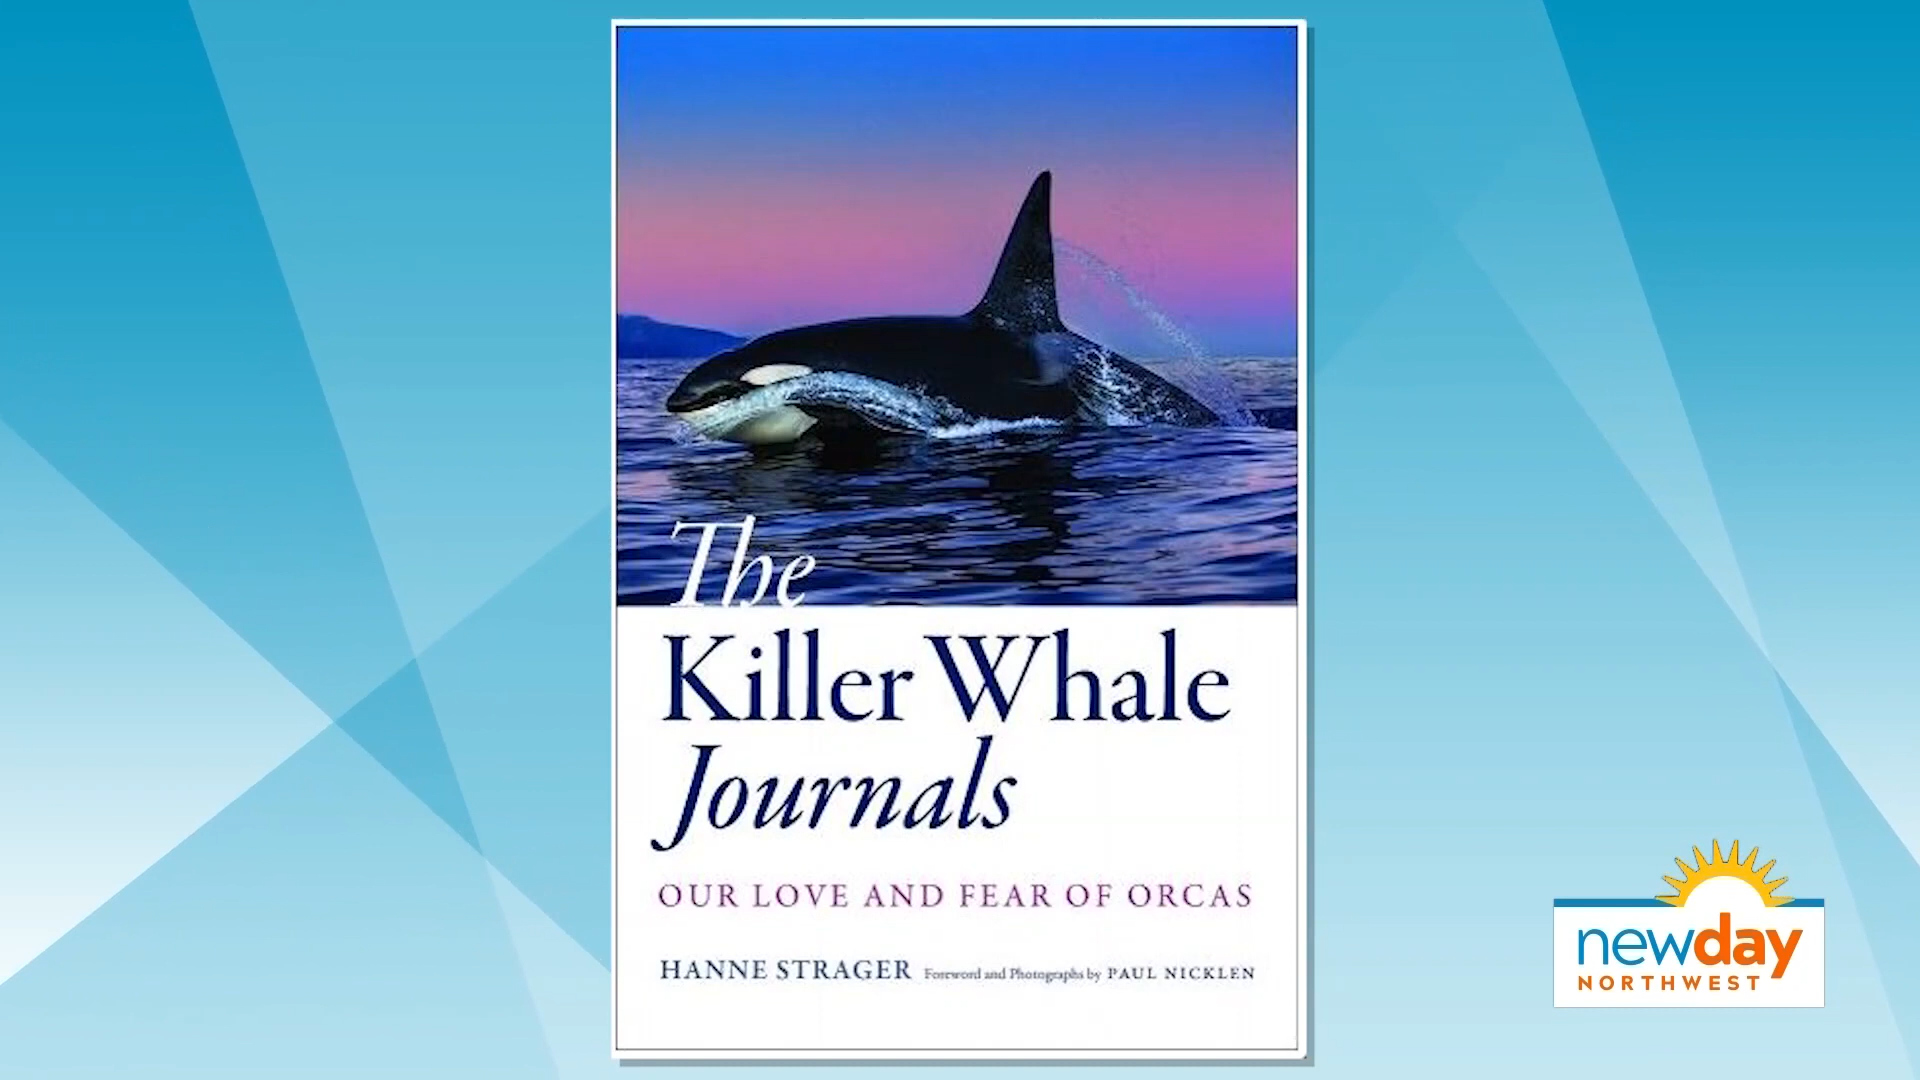 The
Killer Whale
Journals
OUR LOVE AND FEAR OF ORCAS
HANNE STRAGER Foreword and Photographs by PAUL NICKLEN
newday
NORTHWEST